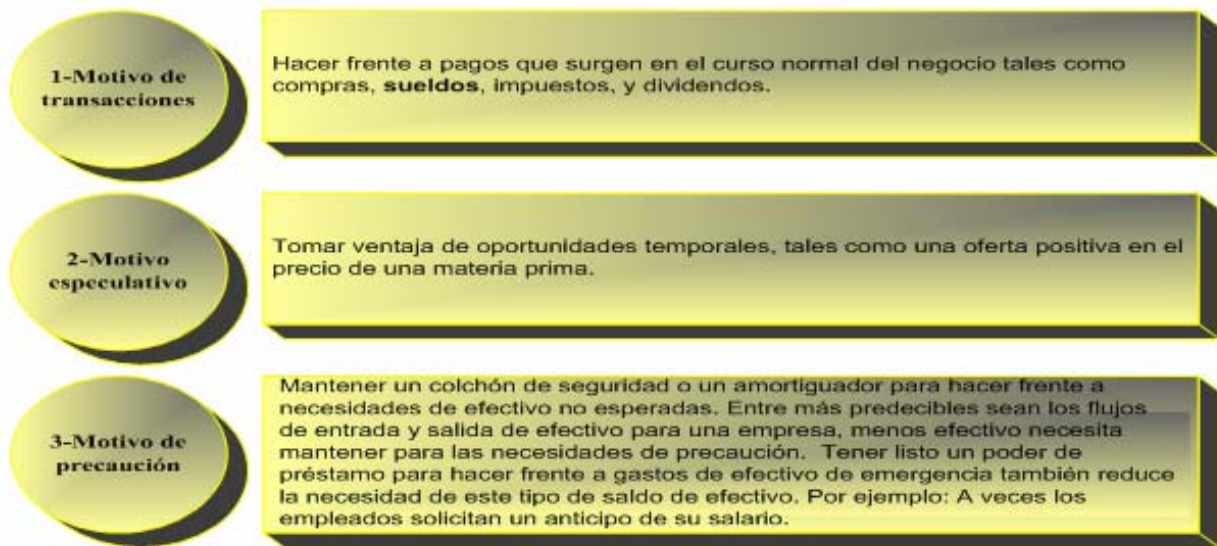 1-Motivo de
transacciones
Hacer frente a pagos que surgen en el curso normal del negocio tales como
compras, sueldos, impuestos, y dividendos.
2-Motivo
especulativo
Tomar ventaja de oportunidades temporales, tales como una oferta positiva en el
precio de una materia prima.
3-Motivo de
precaución
Mantener un colchón de seguridad o un amortiguador para hacer frente a
necesidades de efectivo no esperadas. Entre más predecibles sean los flujos
de entrada y salida de efectivo para una empresa, menos efectivo necesita
mantener para las necesidades de precaución. Tener listo un poder de
préstamo para hacer frente a gastos de efectivo de emergencia también reduce
la necesidad de este tipo de saldo de efectivo. Por ejemplo: A veces los
empleados solicitan un anticipo de su salario.